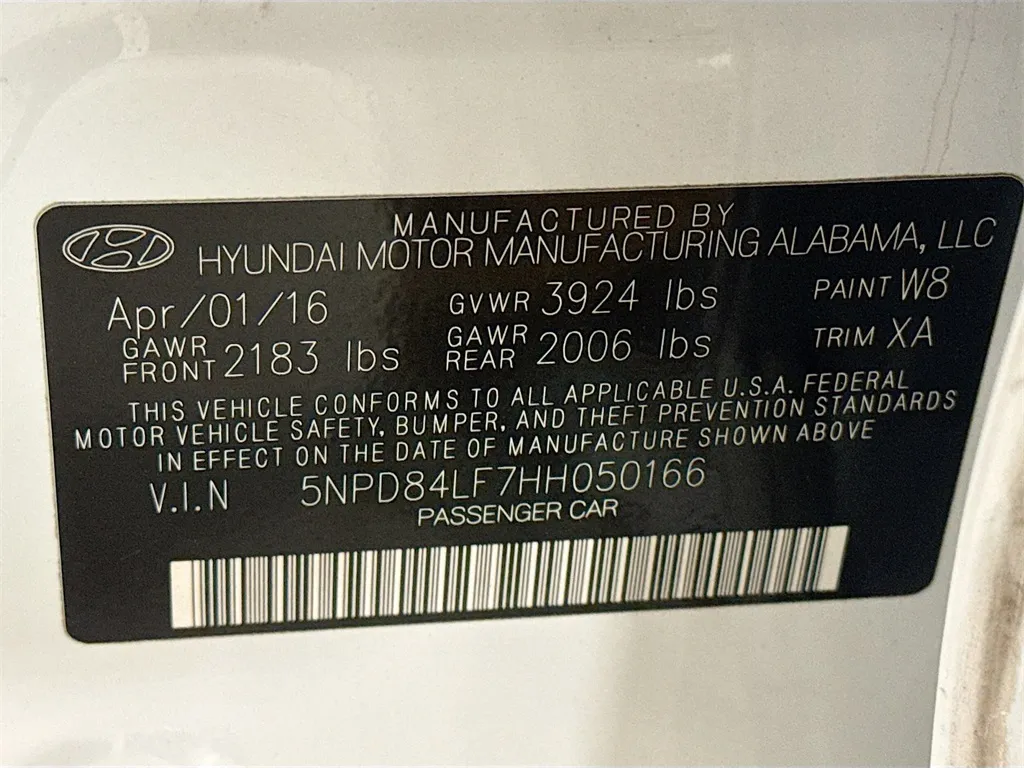 MANUFACTURED BY
HYUNDAI MOTOR MANUFACTURING ALABAMA, LLC
Apr/01/16 GVWR 3924 lbs PAINT W8
GAWR FRONT 2183 lbs GAWR REAR 2006 lbs TRIM XA
THIS VEHICLE CONFORMS TO ALL APPLICABLE U.S.A. FEDERAL
MOTOR VEHICLE SAFETY, BUMPER, AND THEFT PREVENTION STANDARDS
IN EFFECT ON THE DATE OF MANUFACTURE SHOWN ABOVE
V.I.N 5NPD84LF7HH050166
PASSENGER CAR